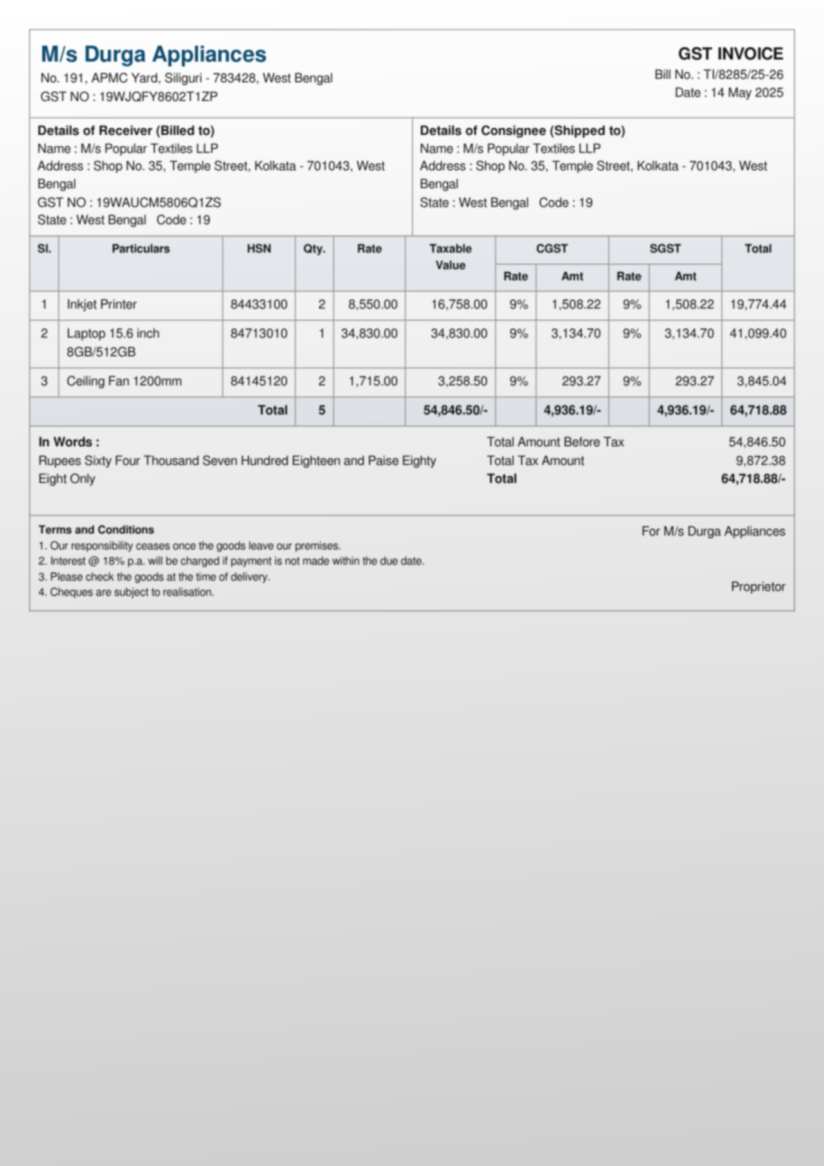 M/s Durga Appliances
No. 191, APMC Yard, Siliguri - 783428, West Bengal
GST NO : 19WJQFY8602T1ZP
GST INVOICE
Bill No. : TI/8285/25-26
Date : 14 May 2025
Details of Receiver (Billed to)
Name : M/s Popular Textiles LLP
Address : Shop No. 35, Temple Street, Kolkata - 701043, West
Bengal
GST NO : 19WAUCM5806Q1ZS
State : West Bengal Code : 19
Details of Consignee (Shipped to)
Name : M/s Popular Textiles LLP
Address : Shop No. 35, Temple Street, Kolkata - 701043, West
Bengal
State : West Bengal Code : 19
Sl. Particulars HSN Qty. Rate Taxable Value CGST SGST Total
Rate Amt Rate Amt
1 Inkjet Printer 84433100 2 8,550.00 16,758.00 9% 1,508.22 9% 1,508.22 19,774.44
2 Laptop 15.6 inch 84713010 1 34,830.00 34,830.00 9% 3,134.70 9% 3,134.70 41,099.40
8GB/512GB
3 Ceiling Fan 1200mm 84145120 2 1,715.00 3,258.50 9% 293.27 9% 293.27 3,845.04
Total 5 54,846.50/- 4,936.19/- 4,936.19/- 64,718.88
In Words :
Rupees Sixty Four Thousand Seven Hundred Eighteen and Paise Eighty
Eight Only
Total Amount Before Tax 54,846.50
Total Tax Amount 9,872.38
Total 64,718.88/-
Terms and Conditions
1. Our responsibility ceases once the goods leave our premises.
2. Interest @ 18% p.a. will be charged if payment is not made within the due date.
3. Please check the goods at the time of delivery.
4. Cheques are subject to realisation.
For M/s Durga Appliances
Proprietor